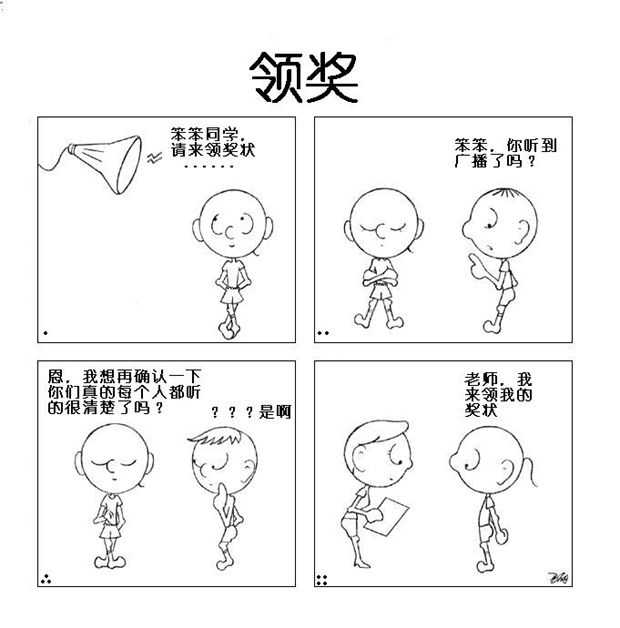 领奖
笨笨同学，
请来领奖状
······
笨笨，你听到
广播了吗？
恩，我想再确认一下
你们真的每个人都听
的很清楚了吗？
？？？是啊
老师，我
来领我的
奖状